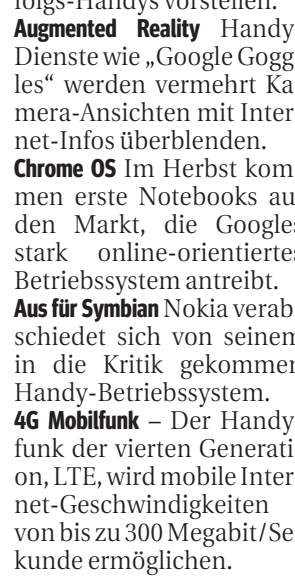 folgs-Handys vorstellen.
Augmented Reality Handy
Dienste wie „Google Gogg
les“ werden vermehrt Ka
mera-Ansichten mit Inter
net-Infos überblenden.
Chrome OS Im Herbst kom
men erste Notebooks au
den Markt, die Googles
stark online-orientiertes
Betriebssystem antreibt.
Aus für Symbian Nokia verab
schiedet sich von seinem
in die Kritik gekommen
Handy-Betriebssystem.
4G Mobilfunk – Der Handy
funk der vierten Generati
on, LTE, wird mobile Inter
net-Geschwindigkeiten
von bis zu 300 Megabit/Se
kunde ermöglichen.